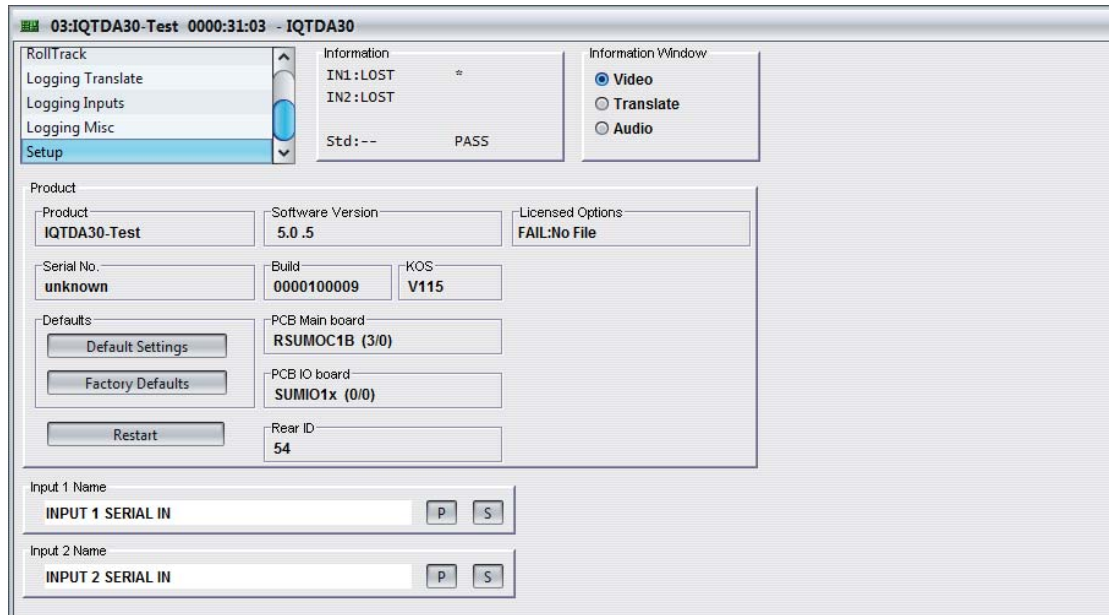 03:IQTDA30-Test 0000:31:03 - IQTDA30
RollTrack
Logging Translate
Logging Inputs
Logging Misc
Setup
Information
IN1:LOST *
IN2:LOST
Std:-- PASS
Information Window
Video
Translate
Audio
Product
Product
IQTDA30-Test
Software Version
5.0 .5
Licensed Options
FAIL:No File
Serial No.
unknown
Build
0000100009
KOS
V115
Defaults
Default Settings
Factory Defaults
PCB Main board
RSUMOC1B (3/0)
PCB IO board
SUMIO1x (0/0)
Restart
Rear ID
54
Input 1 Name
INPUT 1 SERIAL IN P S
Input 2 Name
INPUT 2 SERIAL IN P S